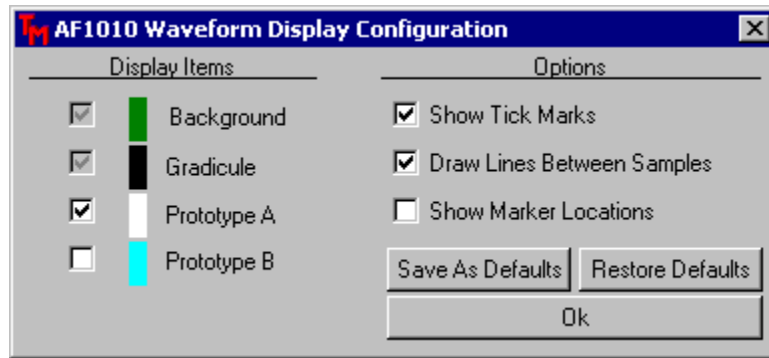 TM AF1010 Waveform Display Configuration
Display Items
Background
Gradicule
Prototype A
Prototype B
Options
Show Tick Marks
Draw Lines Between Samples
Show Marker Locations
Save As Defaults Restore Defaults
Ok